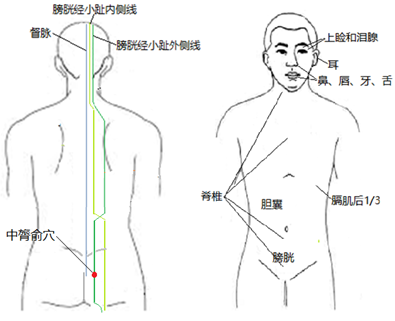 膀胱经小趾内侧线
督脉
膀胱经小趾外侧线
中膂俞穴
上睑和泪腺
耳
鼻、唇、牙、舌
脊椎
胆囊
膈肌后1/3
膀胱